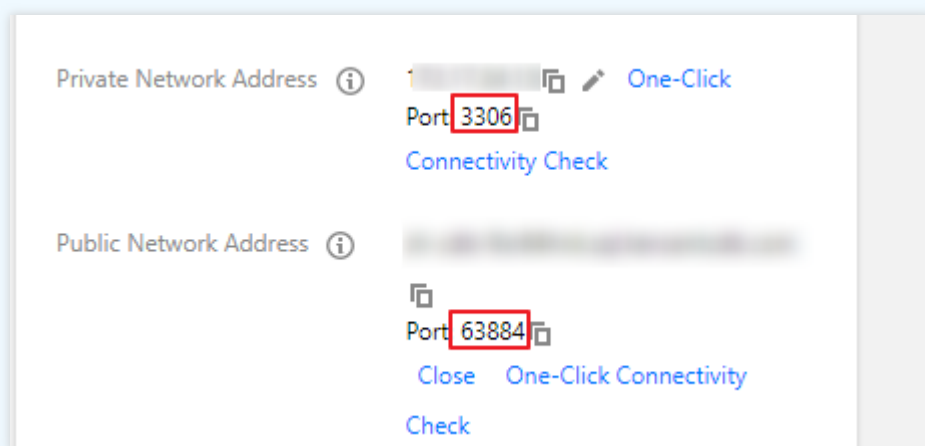 Private Network Address One-Click
Port 3306
Connectivity Check
Public Network Address
Port 63884
Close One-Click Connectivity
Check